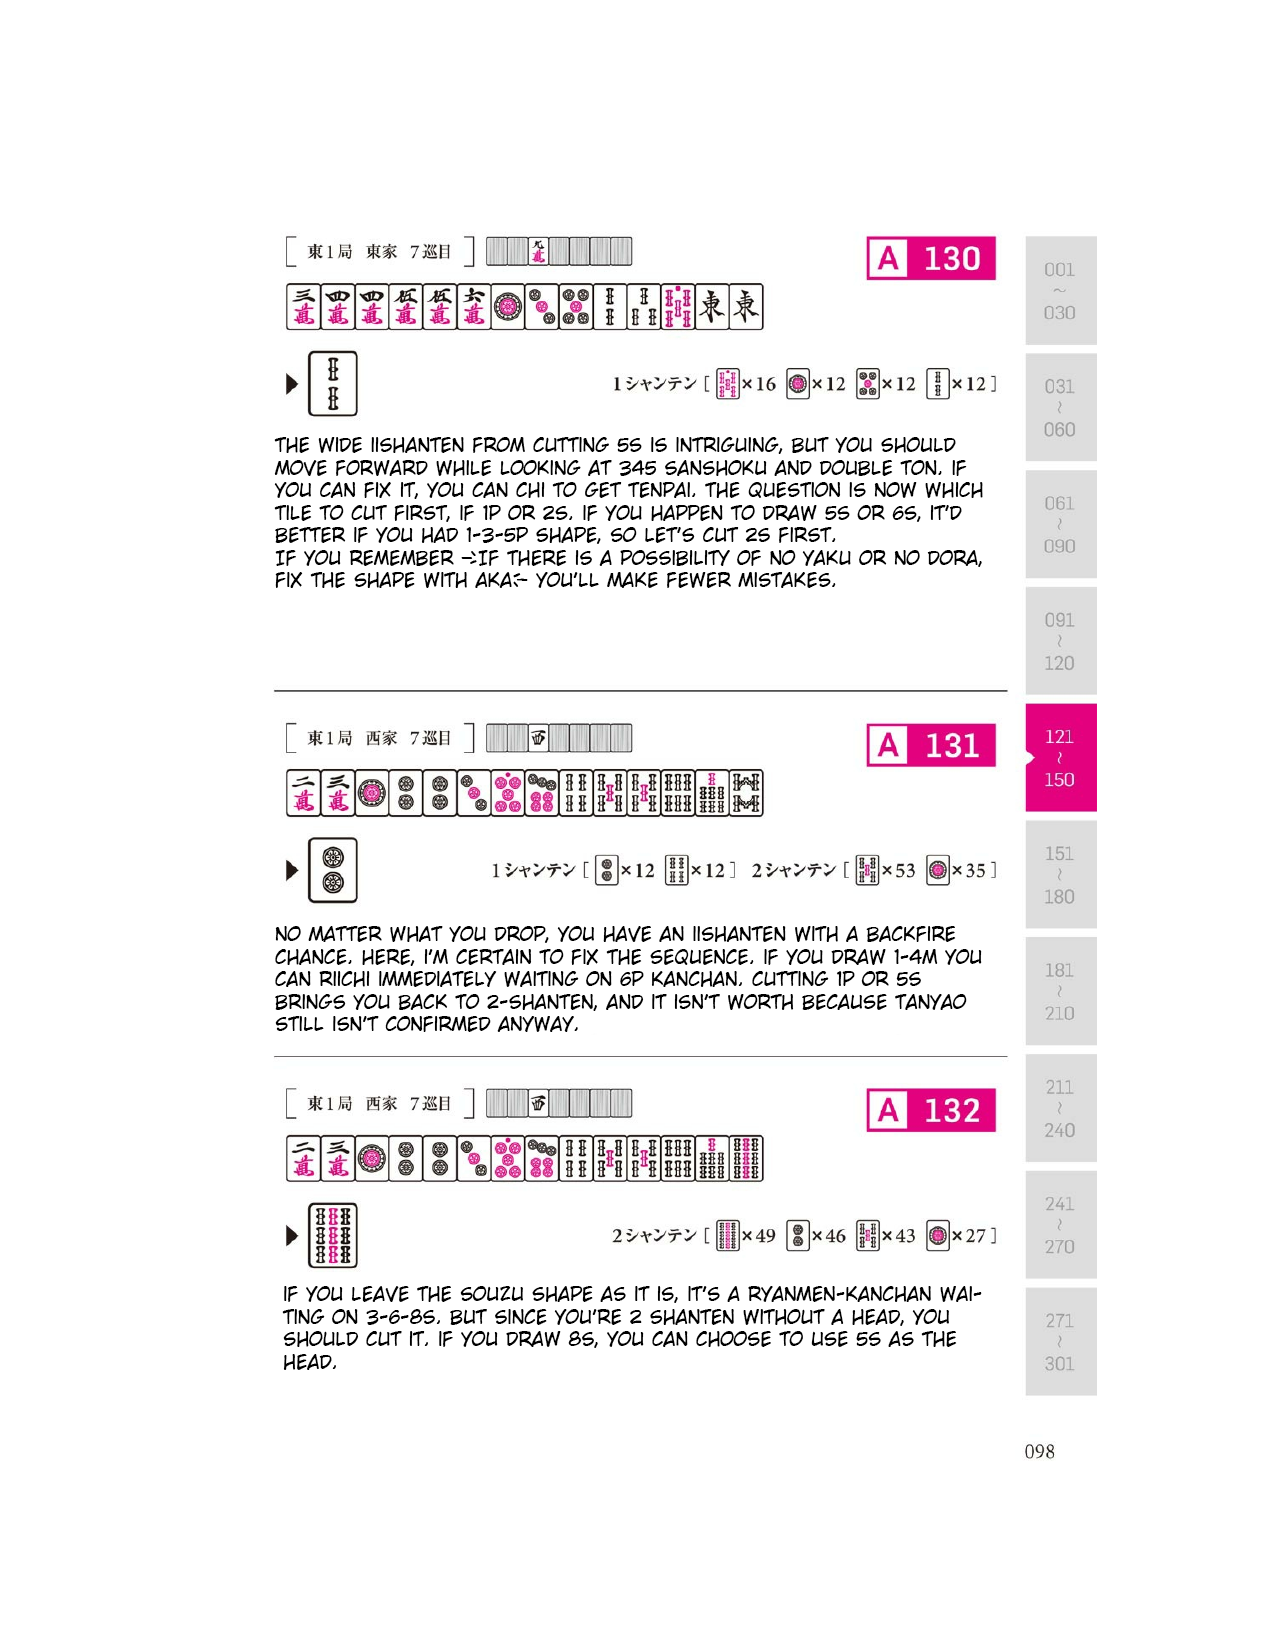 [ 東1局 東家 7巡目 ]
A 130
1シャンテン [ ×16 ×12 ×12 ×12 ]
THE WIDE IISHANTEN FROM CUTTING 5S IS INTRIGUING, BUT YOU SHOULD
MOVE FORWARD WHILE LOOKING AT 345 SANSHOKU AND DOUBLE TON. IF
YOU CAN FIX IT, YOU CAN CHI TO GET TENPAI. THE QUESTION IS NOW WHICH
TILE TO CUT FIRST, IF 1P OR 2S. IF YOU HAPPEN TO DRAW 5S OR 6S, IT'D
BETTER IF YOU HAD 1-3-5P SHAPE, SO LET'S CUT 2S FIRST.
IF YOU REMEMBER -:-IF THERE IS A POSSIBILITY OF NO YAKU OR NO DORA,
FIX THE SHAPE WITH AKA:- YOU'LL MAKE FEWER MISTAKES.
[ 東1局 西家 7巡目 ]
A 131
1シャンテン [ ×12 ×12 ] 2シャンテン [ ×53 ×35 ]
NO MATTER WHAT YOU DROP, YOU HAVE AN IISHANTEN WITH A BACKFIRE
CHANCE. HERE, I'M CERTAIN TO FIX THE SEQUENCE. IF YOU DRAW 1-4M YOU
CAN RIICHI IMMEDIATELY WAITING ON 6P KANCHAN. CUTTING 1P OR 5S
BRINGS YOU BACK TO 2-SHANTEN, AND IT ISN'T WORTH BECAUSE TANYAO
STILL ISN'T CONFIRMED ANYWAY.
[ 東1局 西家 7巡目 ]
A 132
2シャンテン [ ×49 ×46 ×43 ×27 ]
IF YOU LEAVE THE SOUZU SHAPE AS IT IS, IT'S A RYANMEN-KANCHAN WAI-
TING ON 3-6-8S. BUT SINCE YOU'RE 2 SHANTEN WITHOUT A HEAD, YOU
SHOULD CUT IT. IF YOU DRAW 8S, YOU CAN CHOOSE TO USE 5S AS THE
HEAD.
001
~
030
031
~
060
061
~
090
091
~
120
121
~
150
151
~
180
181
~
210
211
~
240
241
~
270
271
~
301
098